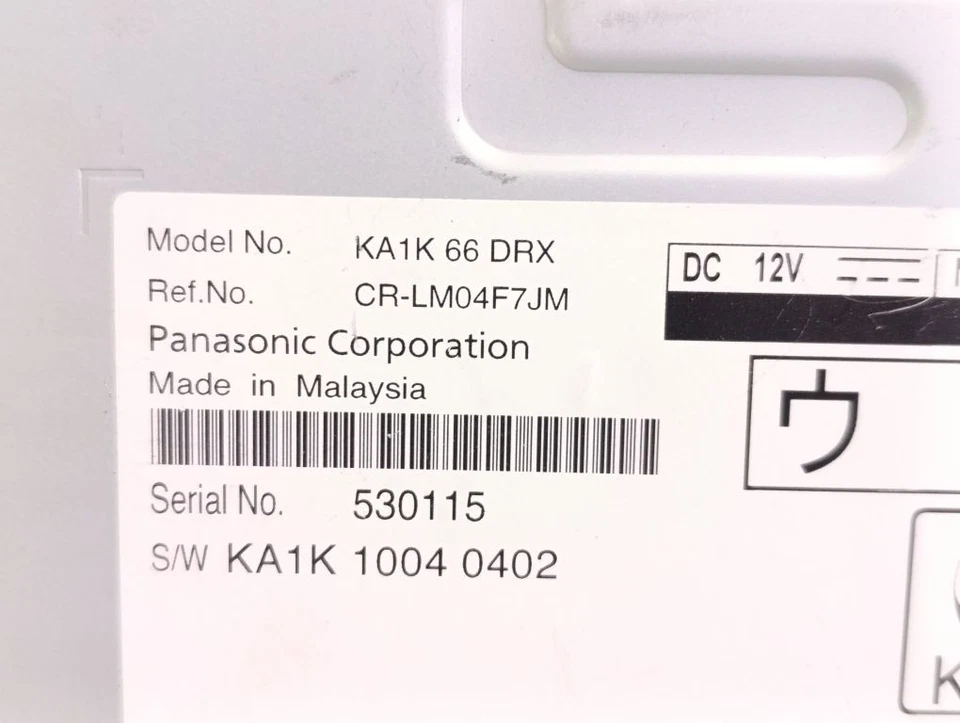 Model No. KA1K 66 DRX
Ref.No. CR-LM04F7JM
Panasonic Corporation
Made in Malaysia
Serial No. 530115
S/W KA1K 1004 0402
DC 12V
ウ
K